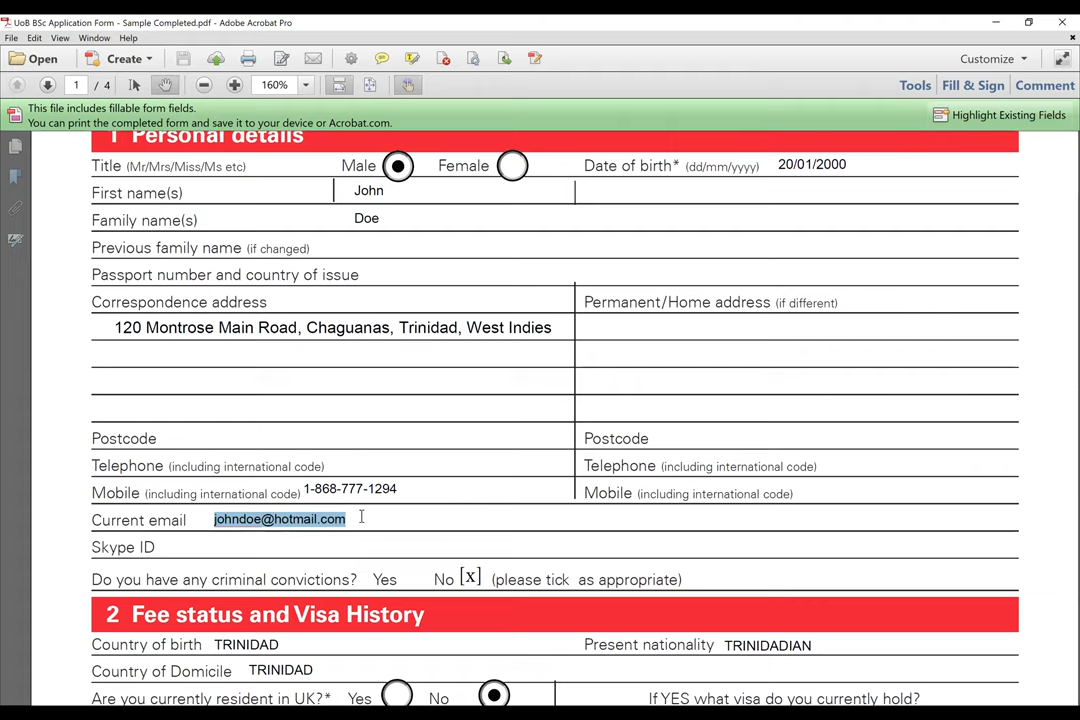 UoB BSc Application Form - Sample Completed.pdf - Adobe Acrobat Pro
File Edit View Window Help
Open Create Customize
1 / 4 160% Tools Fill & Sign Comment
This file includes fillable form fields.
You can print the completed form and save it to your device or Acrobat.com.
Highlight Existing Fields
1 Personal details
Title (Mr/Mrs/Miss/Ms etc) Male Female Date of birth* (dd/mm/yyyy) 20/01/2000
First name(s) John
Family name(s) Doe
Previous family name (if changed)
Passport number and country of issue
Correspondence address Permanent/Home address (if different)
120 Montrose Main Road, Chaguanas, Trinidad, West Indies
Postcode Postcode
Telephone (including international code) Telephone (including international code)
Mobile (including international code) 1-868-777-1294 Mobile (including international code)
Current email johndoe@hotmail.com
Skype ID
Do you have any criminal convictions? Yes No [x] (please tick as appropriate)
2 Fee status and Visa History
Country of birth TRINIDAD Present nationality TRINIDADIAN
Country of Domicile TRINIDAD
Are you currently resident in UK?* Yes No If YES what visa do you currently hold?